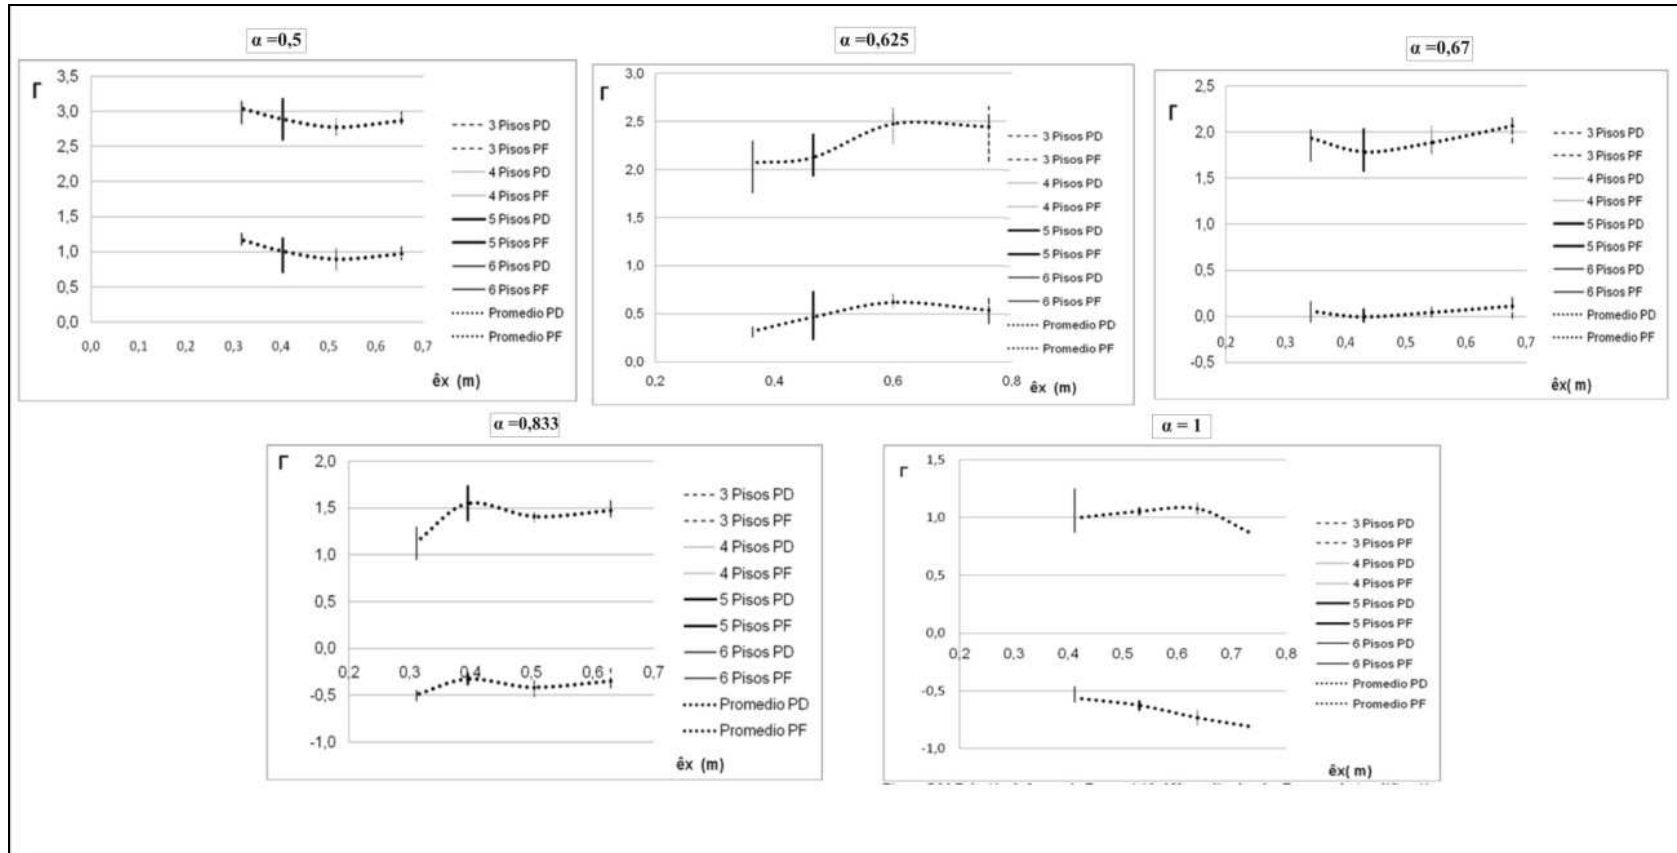 α =0,5
Γ
3,5
3,0
2,5
2,0
1,5
1,0
0,5
0,0
0,0 0,1 0,2 0,3 0,4 0,5 0,6 0,7
êx (m)
3 Pisos PD
3 Pisos PF
4 Pisos PD
4 Pisos PF
5 Pisos PD
5 Pisos PF
6 Pisos PD
6 Pisos PF
Promedio PD
Promedio PF
α =0,625
Γ
3,0
2,5
2,0
1,5
1,0
0,5
0,0
0,2 0,4 0,6 0,8
êx (m)
3 Pisos PD
3 Pisos PF
4 Pisos PD
4 Pisos PF
5 Pisos PD
5 Pisos PF
6 Pisos PD
6 Pisos PF
Promedio PD
Promedio PF
α =0,67
Γ
2,5
2,0
1,5
1,0
0,5
0,0
-0,5
0,2 0,3 0,4 0,5 0,6 0,7
êx( m)
3 Pisos PD
3 Pisos PF
4 Pisos PD
4 Pisos PF
5 Pisos PD
5 Pisos PF
6 Pisos PD
6 Pisos PF
Promedio PD
Promedio PF
α =0,833
Γ
2,0
1,5
1,0
0,5
0,0
-0,5
-1,0
0,2 0,3 0,4 0,5 0,6 0,7
êx (m)
3 Pisos PD
3 Pisos PF
4 Pisos PD
4 Pisos PF
5 Pisos PD
5 Pisos PF
6 Pisos PD
6 Pisos PF
Promedio PD
Promedio PF
α = 1
Γ
1,5
1,0
0,5
0,0
-0,5
-1,0
0,2 0,3 0,4 0,5 0,6 0,7 0,8
êx( m)
3 Pisos PD
3 Pisos PF
4 Pisos PD
4 Pisos PF
5 Pisos PD
5 Pisos PF
6 Pisos PD
6 Pisos PF
Promedio PD
Promedio PF